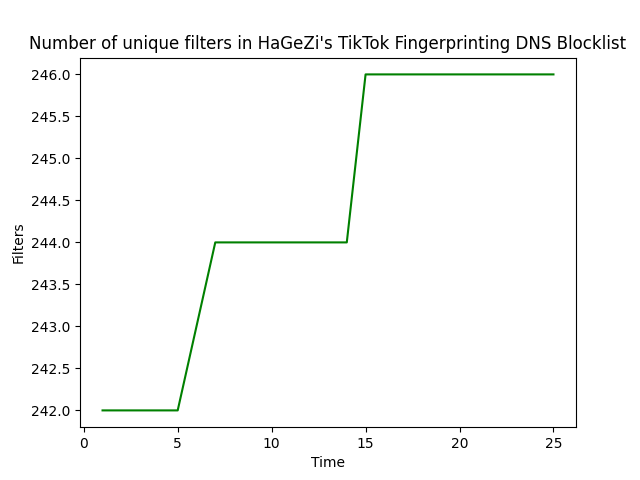 Number of unique filters in HaGeZi's TikTok Fingerprinting DNS Blocklist
246.0
245.5
245.0
244.5
244.0
243.5
243.0
242.5
242.0
Filters
0 5 10 15 20 25
Time